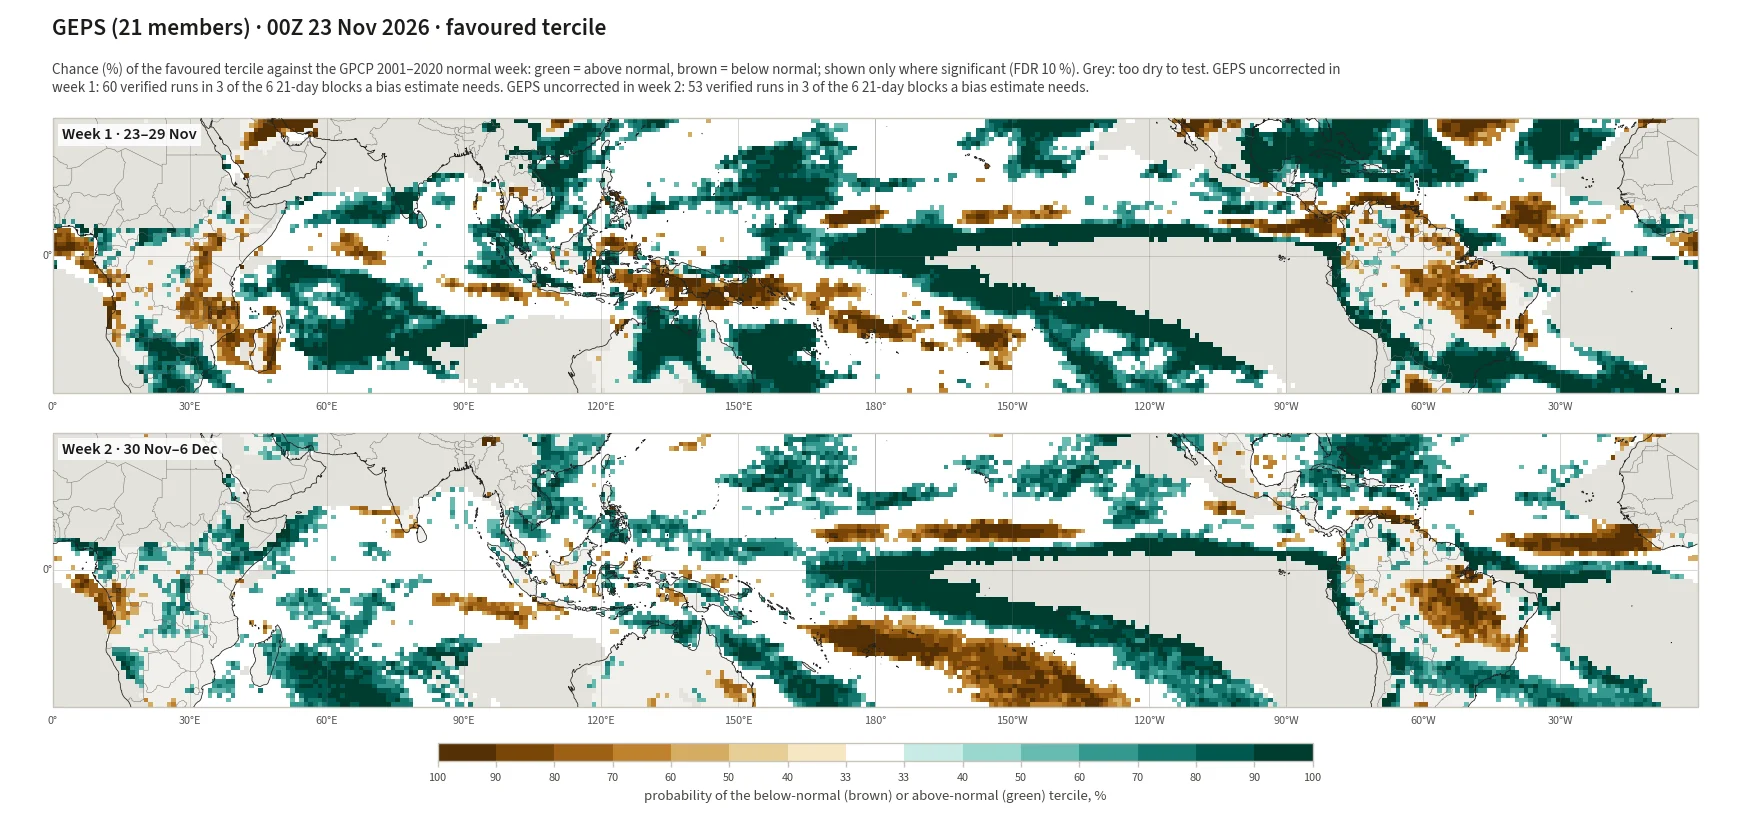 GEPS (21 members) · 00Z 23 Nov 2026 · favoured tercile
Chance (%) of the favoured tercile against the GPCP 2001–2020 normal week: green = above normal, brown = below normal; shown only where significant (FDR 10 %). Grey: too dry to test. GEPS uncorrected in
week 1: 60 verified runs in 3 of the 6 21-day blocks a bias estimate needs. GEPS uncorrected in week 2: 53 verified runs in 3 of the 6 21-day blocks a bias estimate needs.
Week 1 · 23–29 Nov
0°
0° 30°E 60°E 90°E 120°E 150°E 180° 150°W 120°W 90°W 60°W 30°W
Week 2 · 30 Nov–6 Dec
0°
0° 30°E 60°E 90°E 120°E 150°E 180° 150°W 120°W 90°W 60°W 30°W
100 90 80 70 60 50 40 33 33 40 50 60 70 80 90 100
probability of the below-normal (brown) or above-normal (green) tercile, %